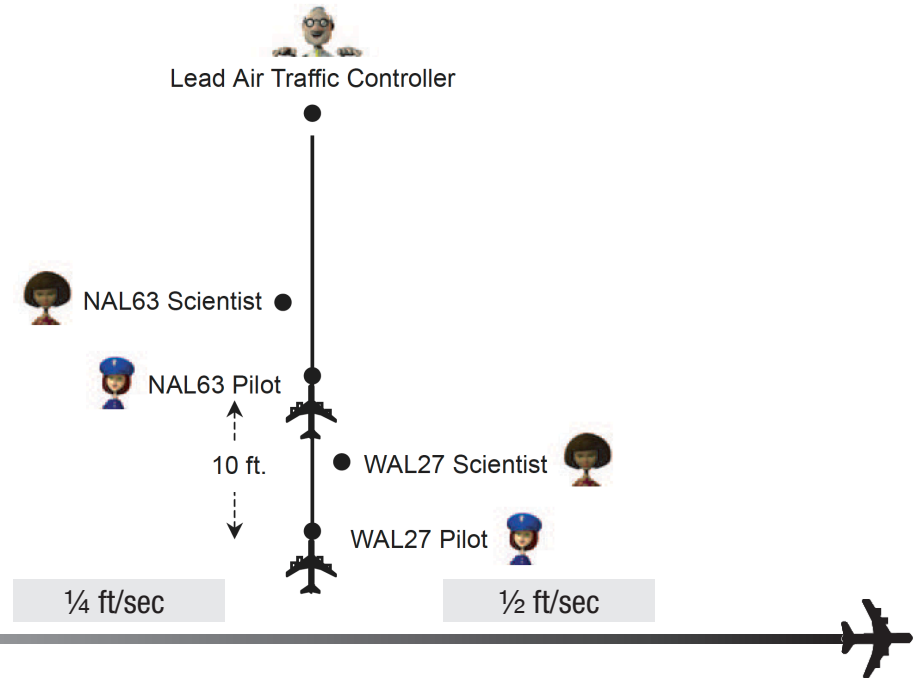 Lead Air Traffic Controller
NAL63 Scientist
NAL63 Pilot
10 ft.
WAL27 Scientist
WAL27 Pilot
¼ ft/sec
½ ft/sec